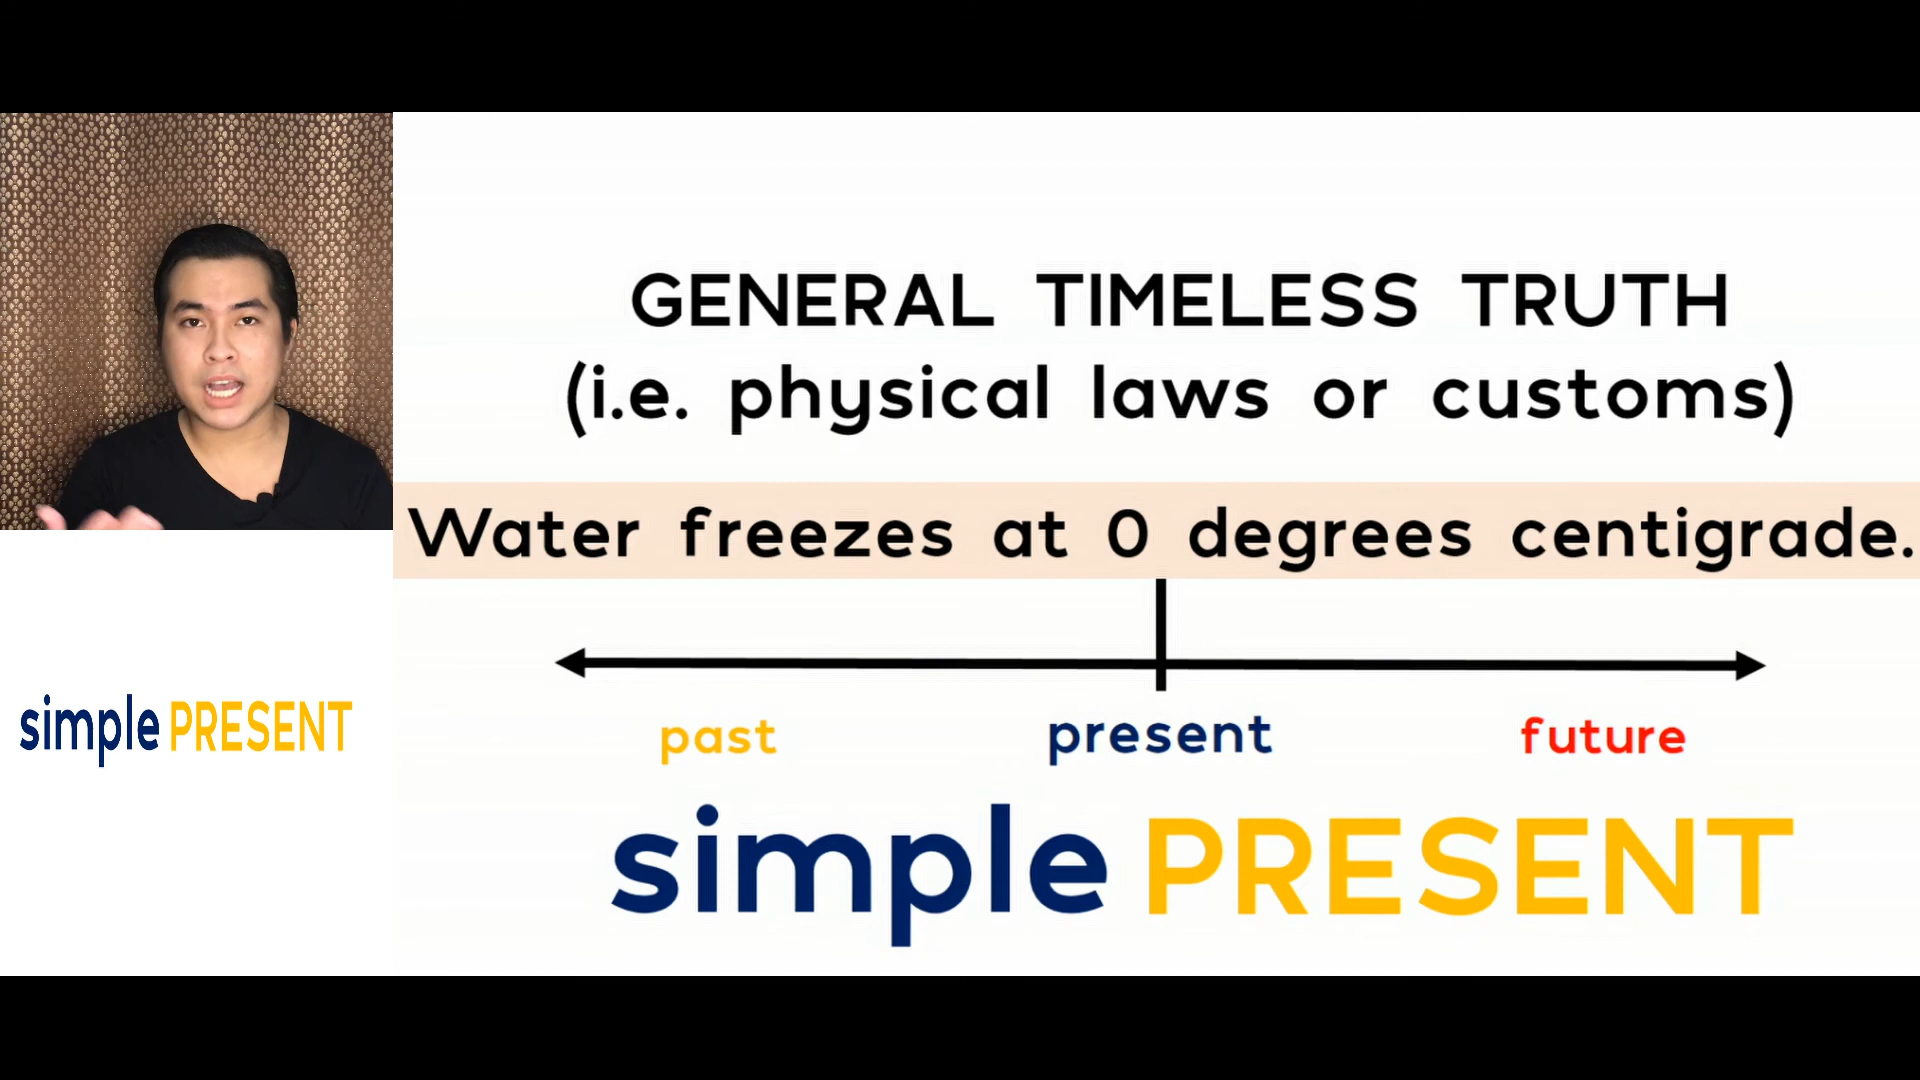 GENERAL TIMELESS TRUTH
(i.e. physical laws or customs)
Water freezes at 0 degrees centigrade.
past present future
simple PRESENT
simple PRESENT